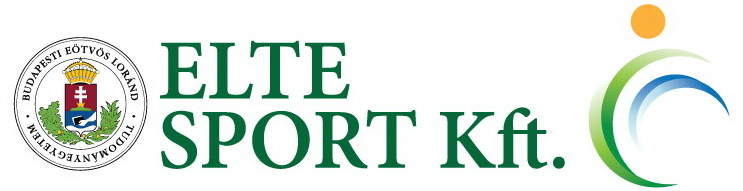 BUDAPESTI EÖTVÖS LORÁND
· TUDOMÁNYEGYETEM ·
ELTE
SPORT Kft.